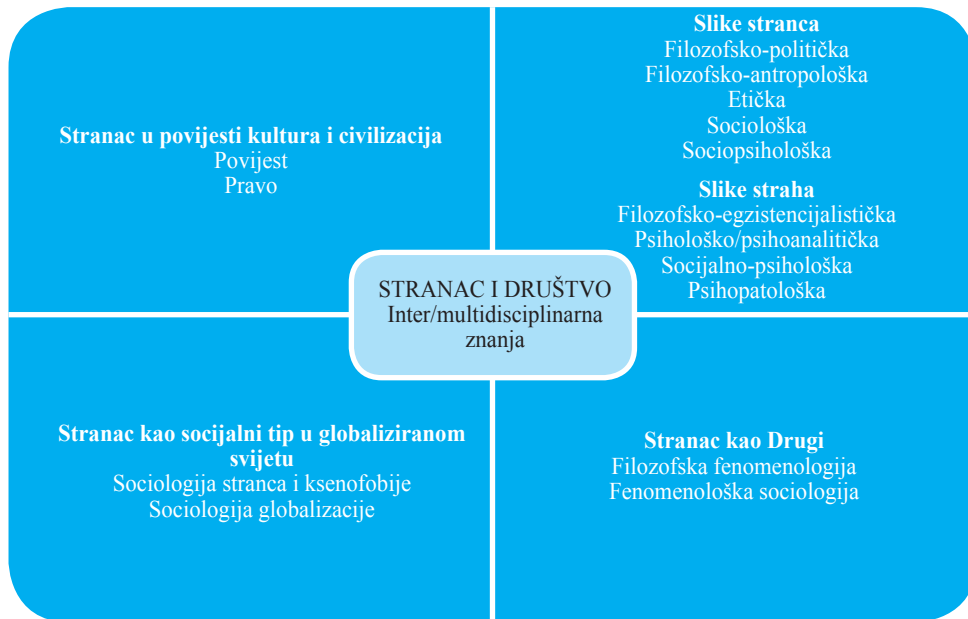 Stranac u povijesti kultura i civilizacija
Povijest
Pravo
Slike stranca
Filozofsko-politička
Filozofsko-antropološka
Etička
Sociološka
Sociopsihološka
Slike straha
Filozofsko-egzistencijalistička
Psihološko/psihoanalitička
Socijalno-psihološka
Psihopatološka
STRANAC I DRUŠTVO
Inter/multidisciplinarna
znanja
Stranac kao socijalni tip u globaliziranom
svijetu
Sociologija stranca i ksenofobije
Sociologija globalizacije
Stranac kao Drugi
Filozofska fenomenologija
Fenomenološka sociologija